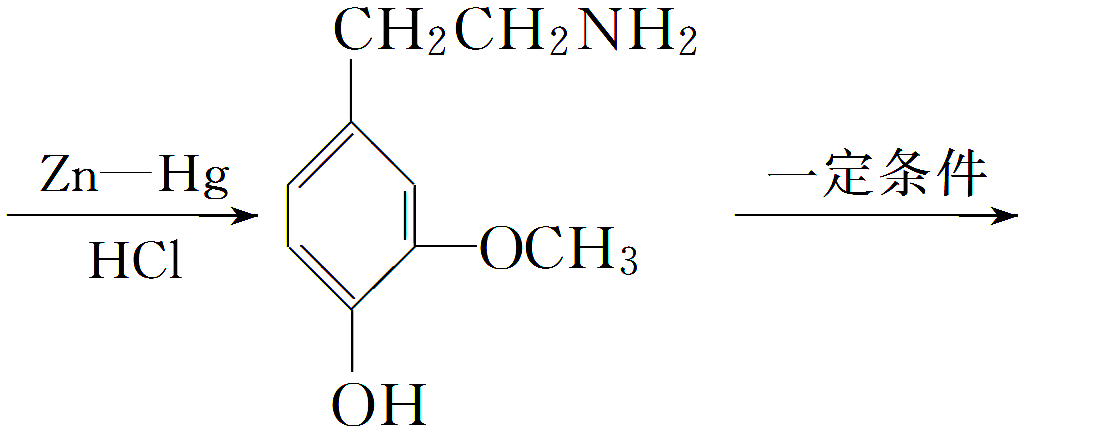 CH₂CH₂NH₂
Zn—Hg
HCl
OCH₃
OH
一定条件